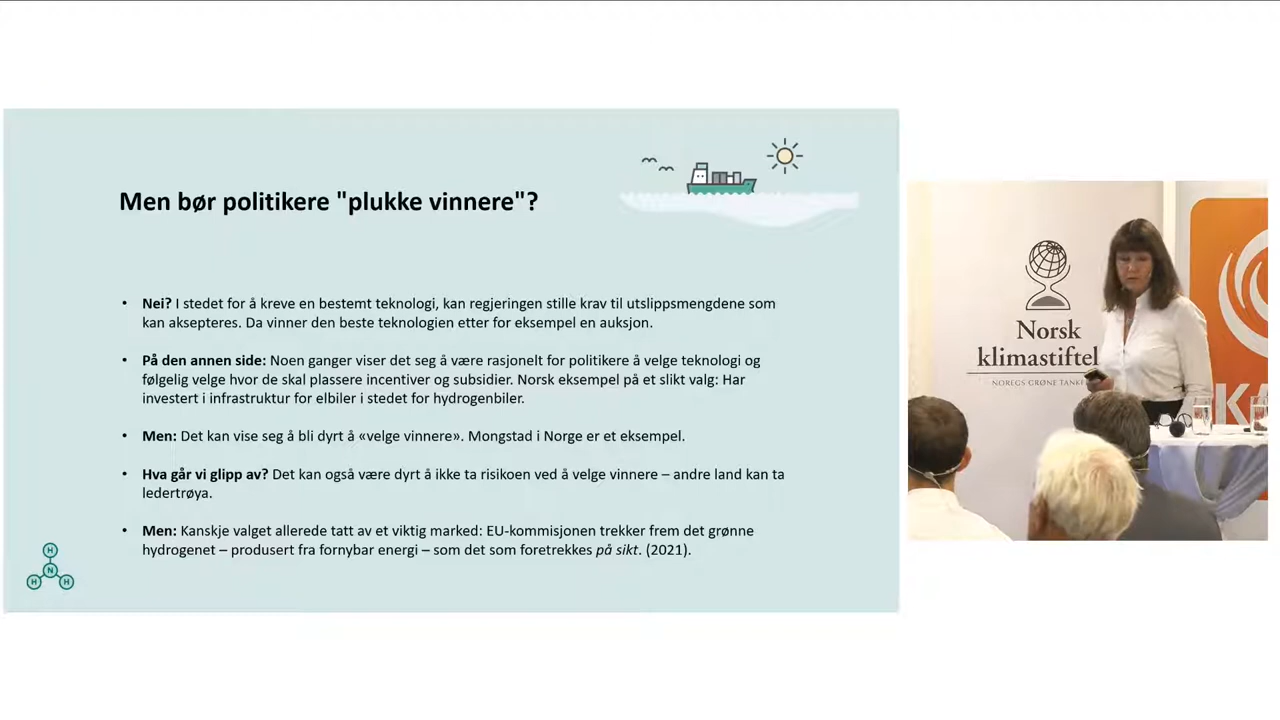 Men bør politikere "plukke vinnere"?
• Nei? I stedet for å kreve en bestemt teknologi, kan regjeringen stille krav til utslippsmengdene som
kan aksepteres. Da vinner den beste teknologien etter for eksempel en auksjon.
• På den annen side: Noen ganger viser det seg å være rasjonelt for politikere å velge teknologi og
følgelig velge hvor de skal plassere incentiver og subsidier. Norsk eksempel på et slikt valg: Har
investert i infrastruktur for elbiler i stedet for hydrogenbiler.
• Men: Det kan vise seg å bli dyrt å «velge vinnere». Mongstad i Norge er et eksempel.
• Hva går vi glipp av? Det kan også være dyrt å ikke ta risikoen ved å velge vinnere – andre land kan ta
ledertrøya.
• Men: Kanskje valget allerede tatt av et viktig marked: EU-kommisjonen trekker frem det grønne
hydrogenet – produsert fra fornybar energi – som det som foretrekkes på sikt. (2021).
H
N
H
H
Norsk
klimastiftel
NOREGS GRØNE TANKE
KA